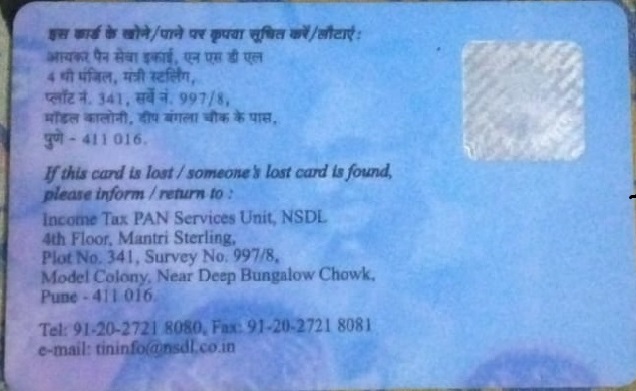 इस कार्ड के खोने/पाने पर कृपया सूचित करें/लौटाएं:
आयकर पैन सेवा इकाई, एन एस डी एल
4 थी मंजिल, मंत्री स्टर्लिंग,
प्लॉट नं. 341, सर्वे नं. 997/8,
मॉडल कालोनी, दीप बंगला चौक के पास,
पुणे - 411 016.
If this card is lost / someone's lost card is found,
please inform / return to :
Income Tax PAN Services Unit, NSDL
4th Floor, Mantri Sterling,
Plot No. 341, Survey No. 997/8,
Model Colony, Near Deep Bungalow Chowk,
Pune - 411 016.
Tel: 91-20-2721 8080, Fax: 91-20-2721 8081
e-mail: tininfo@nsdl.co.in